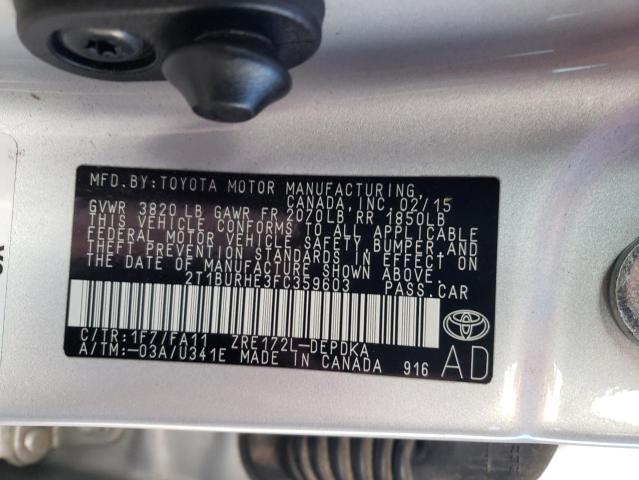 MFD. BY: TOYOTA MOTOR MANUFACTURING,
CANADA, INC. 02/15
GVWR 3820 LB GAWR FR 2070LB RR 1850LB
THIS VEHICLE CONFORMS TO ALL APPLICABLE
FEDERAL MOTOR VEHICLE SAFETY, BUMPER AND
THEFT PREVENTION STANDARDS IN EFFECT ON
THE DATE OF MANUFACTURE SHOWN ABOVE.
2T1BURHE3FC359603 PASS.CAR
C/TR:1F7/FA11 ZRE172L-DEPDKA
A/TM:-03A/U341E MADE IN CANADA 916
AD